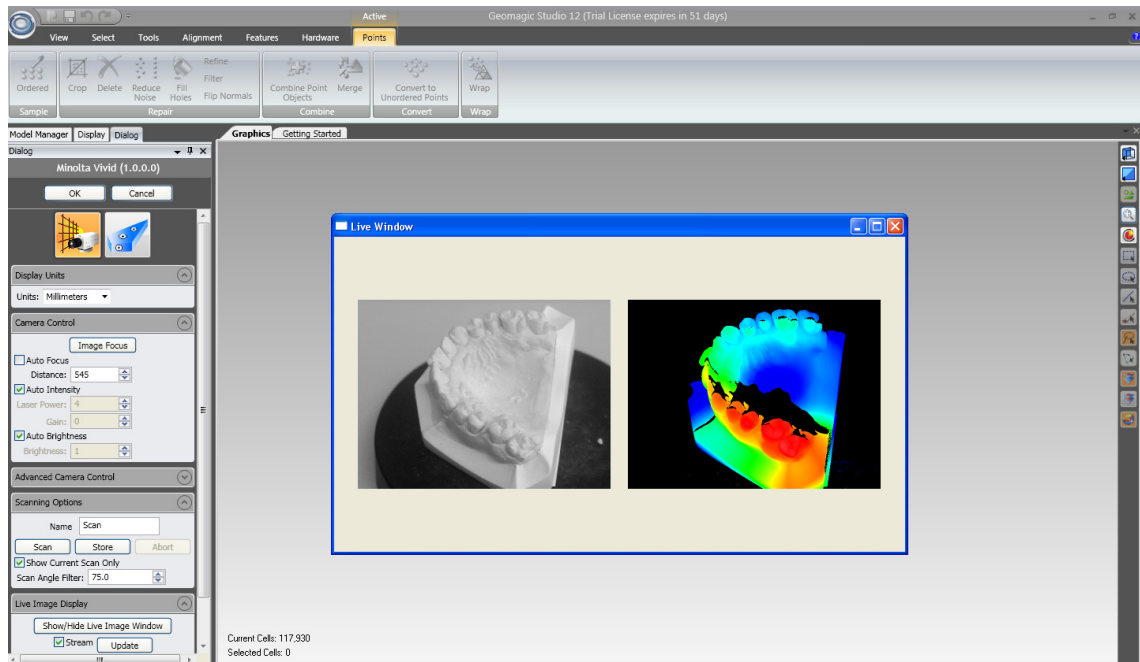 Active
Geomagic Studio 12 (Trial License expires in 51 days)
View Select Tools Alignment Features Hardware Points
Ordered
Crop
Delete
Reduce Noise
Fill Holes
Refine
Filter
Flip Normals
Combine Point Objects
Merge
Convert to Unordered Points
Wrap
Sample Repair Combine Convert Wrap
Model Manager Display Dialog
Graphics Getting Started
Dialog
Minolta Vivid (1.0.0.0)
OK Cancel
Display Units
Units: Millimeters
Camera Control
Image Focus
Auto Focus
Distance: 545
Auto Intensity
Laser Power: 4
Gain: 0
Auto Brightness
Brightness: 1
Advanced Camera Control
Scanning Options
Name Scan
Scan Store Abort
Show Current Scan Only
Scan Angle Filter: 75.0
Live Image Display
Show/Hide Live Image Window
Stream Update
Live Window
Current Cells: 117,930
Selected Cells: 0